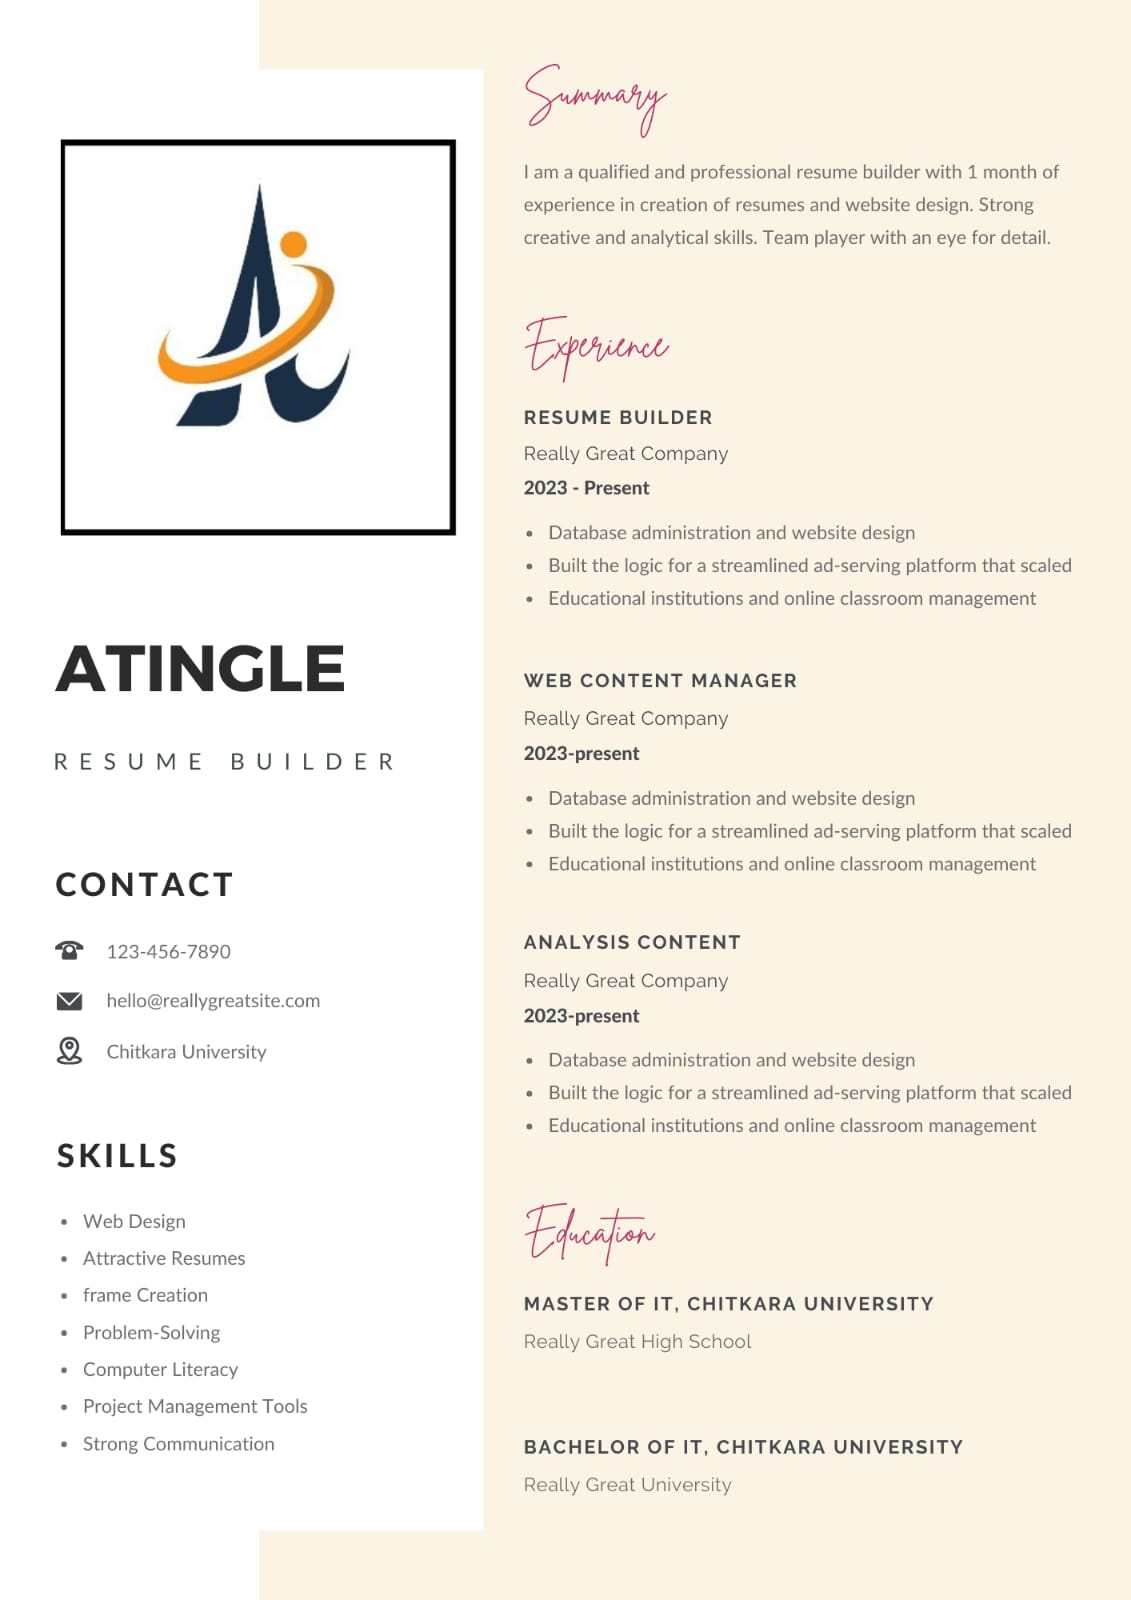 ATINGLE
RESUME BUILDER
CONTACT
123-456-7890
hello@reallygreatsite.com
Chitkara University
SKILLS
• Web Design
• Attractive Resumes
• frame Creation
• Problem-Solving
• Computer Literacy
• Project Management Tools
• Strong Communication
Summary
I am a qualified and professional resume builder with 1 month of
experience in creation of resumes and website design. Strong
creative and analytical skills. Team player with an eye for detail.
Experience
RESUME BUILDER
Really Great Company
2023 - Present
• Database administration and website design
• Built the logic for a streamlined ad-serving platform that scaled
• Educational institutions and online classroom management
WEB CONTENT MANAGER
Really Great Company
2023-present
• Database administration and website design
• Built the logic for a streamlined ad-serving platform that scaled
• Educational institutions and online classroom management
ANALYSIS CONTENT
Really Great Company
2023-present
• Database administration and website design
• Built the logic for a streamlined ad-serving platform that scaled
• Educational institutions and online classroom management
Education
MASTER OF IT, CHITKARA UNIVERSITY
Really Great High School
BACHELOR OF IT, CHITKARA UNIVERSITY
Really Great University